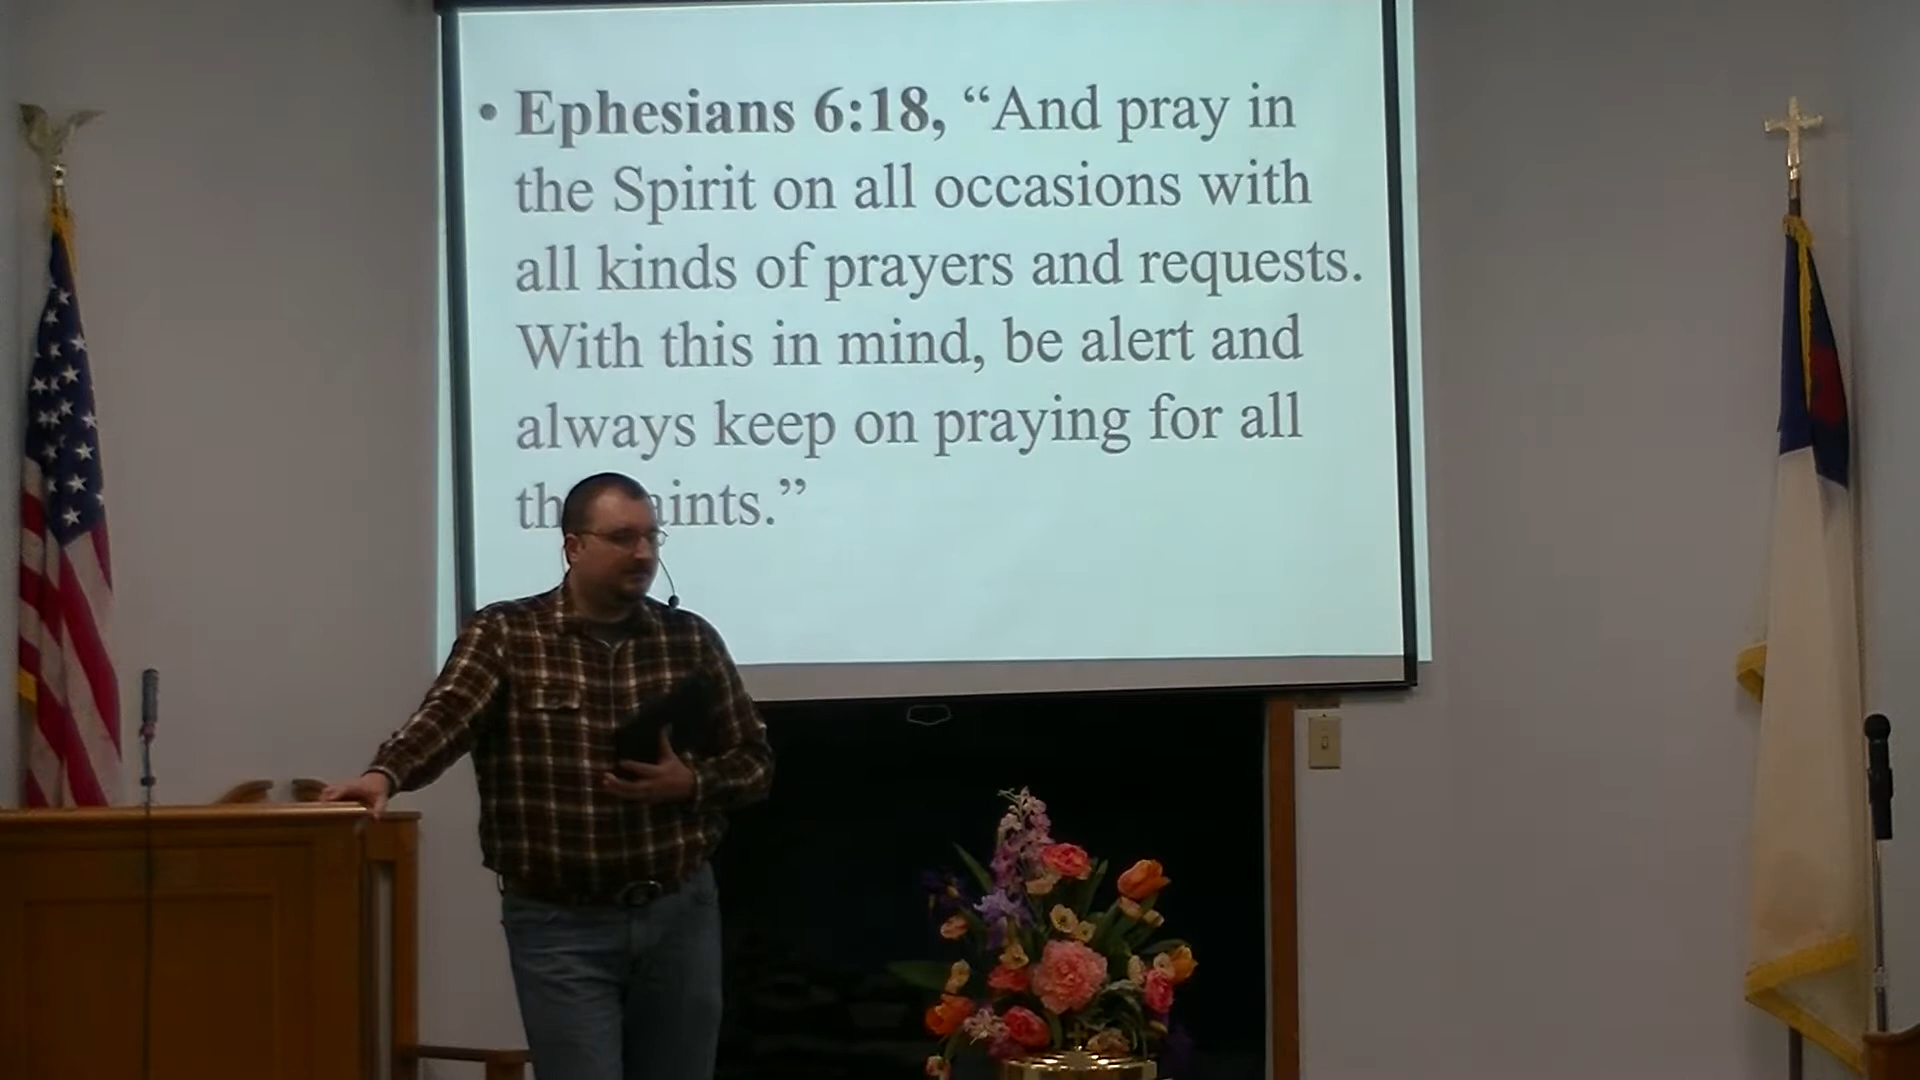 • Ephesians 6:18, “And pray in
the Spirit on all occasions with
all kinds of prayers and requests.
With this in mind, be alert and
always keep on praying for all